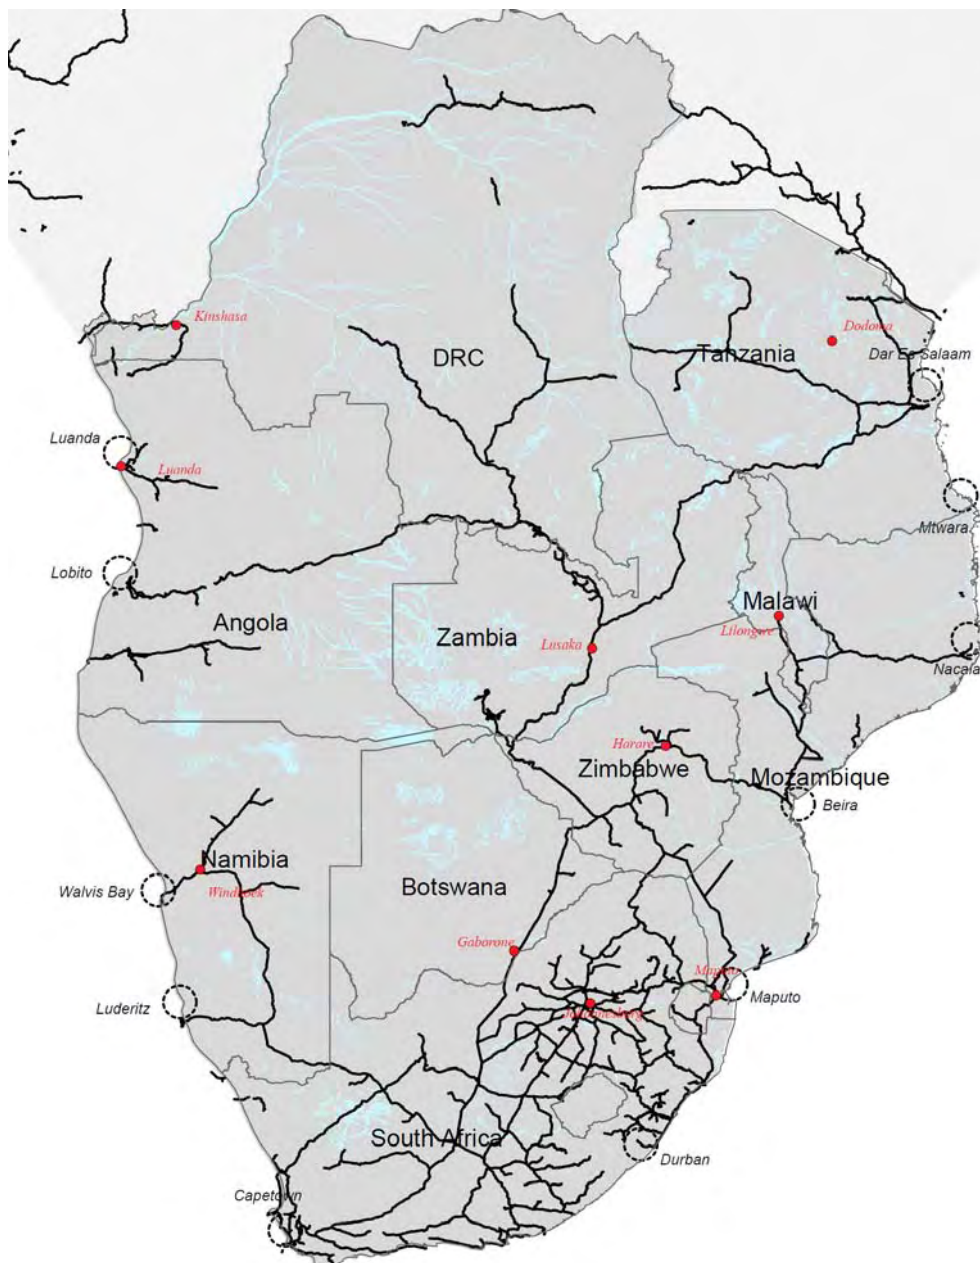 Kinshasa
Dodoma
DRC
Tanzania
Dar Es Salaam
Luanda
Luanda
Mtwara
Lobito
Malawi
Angola
Zambia
Lilongwe
Lusaka
Nacala
Harare
Zimbabwe
Mozambique
Beira
Namibia
Walvis Bay
Windhoek
Botswana
Gaborone
Maputo
Luderitz
Maputo
Johannesburg
South Africa
Durban
Capetown